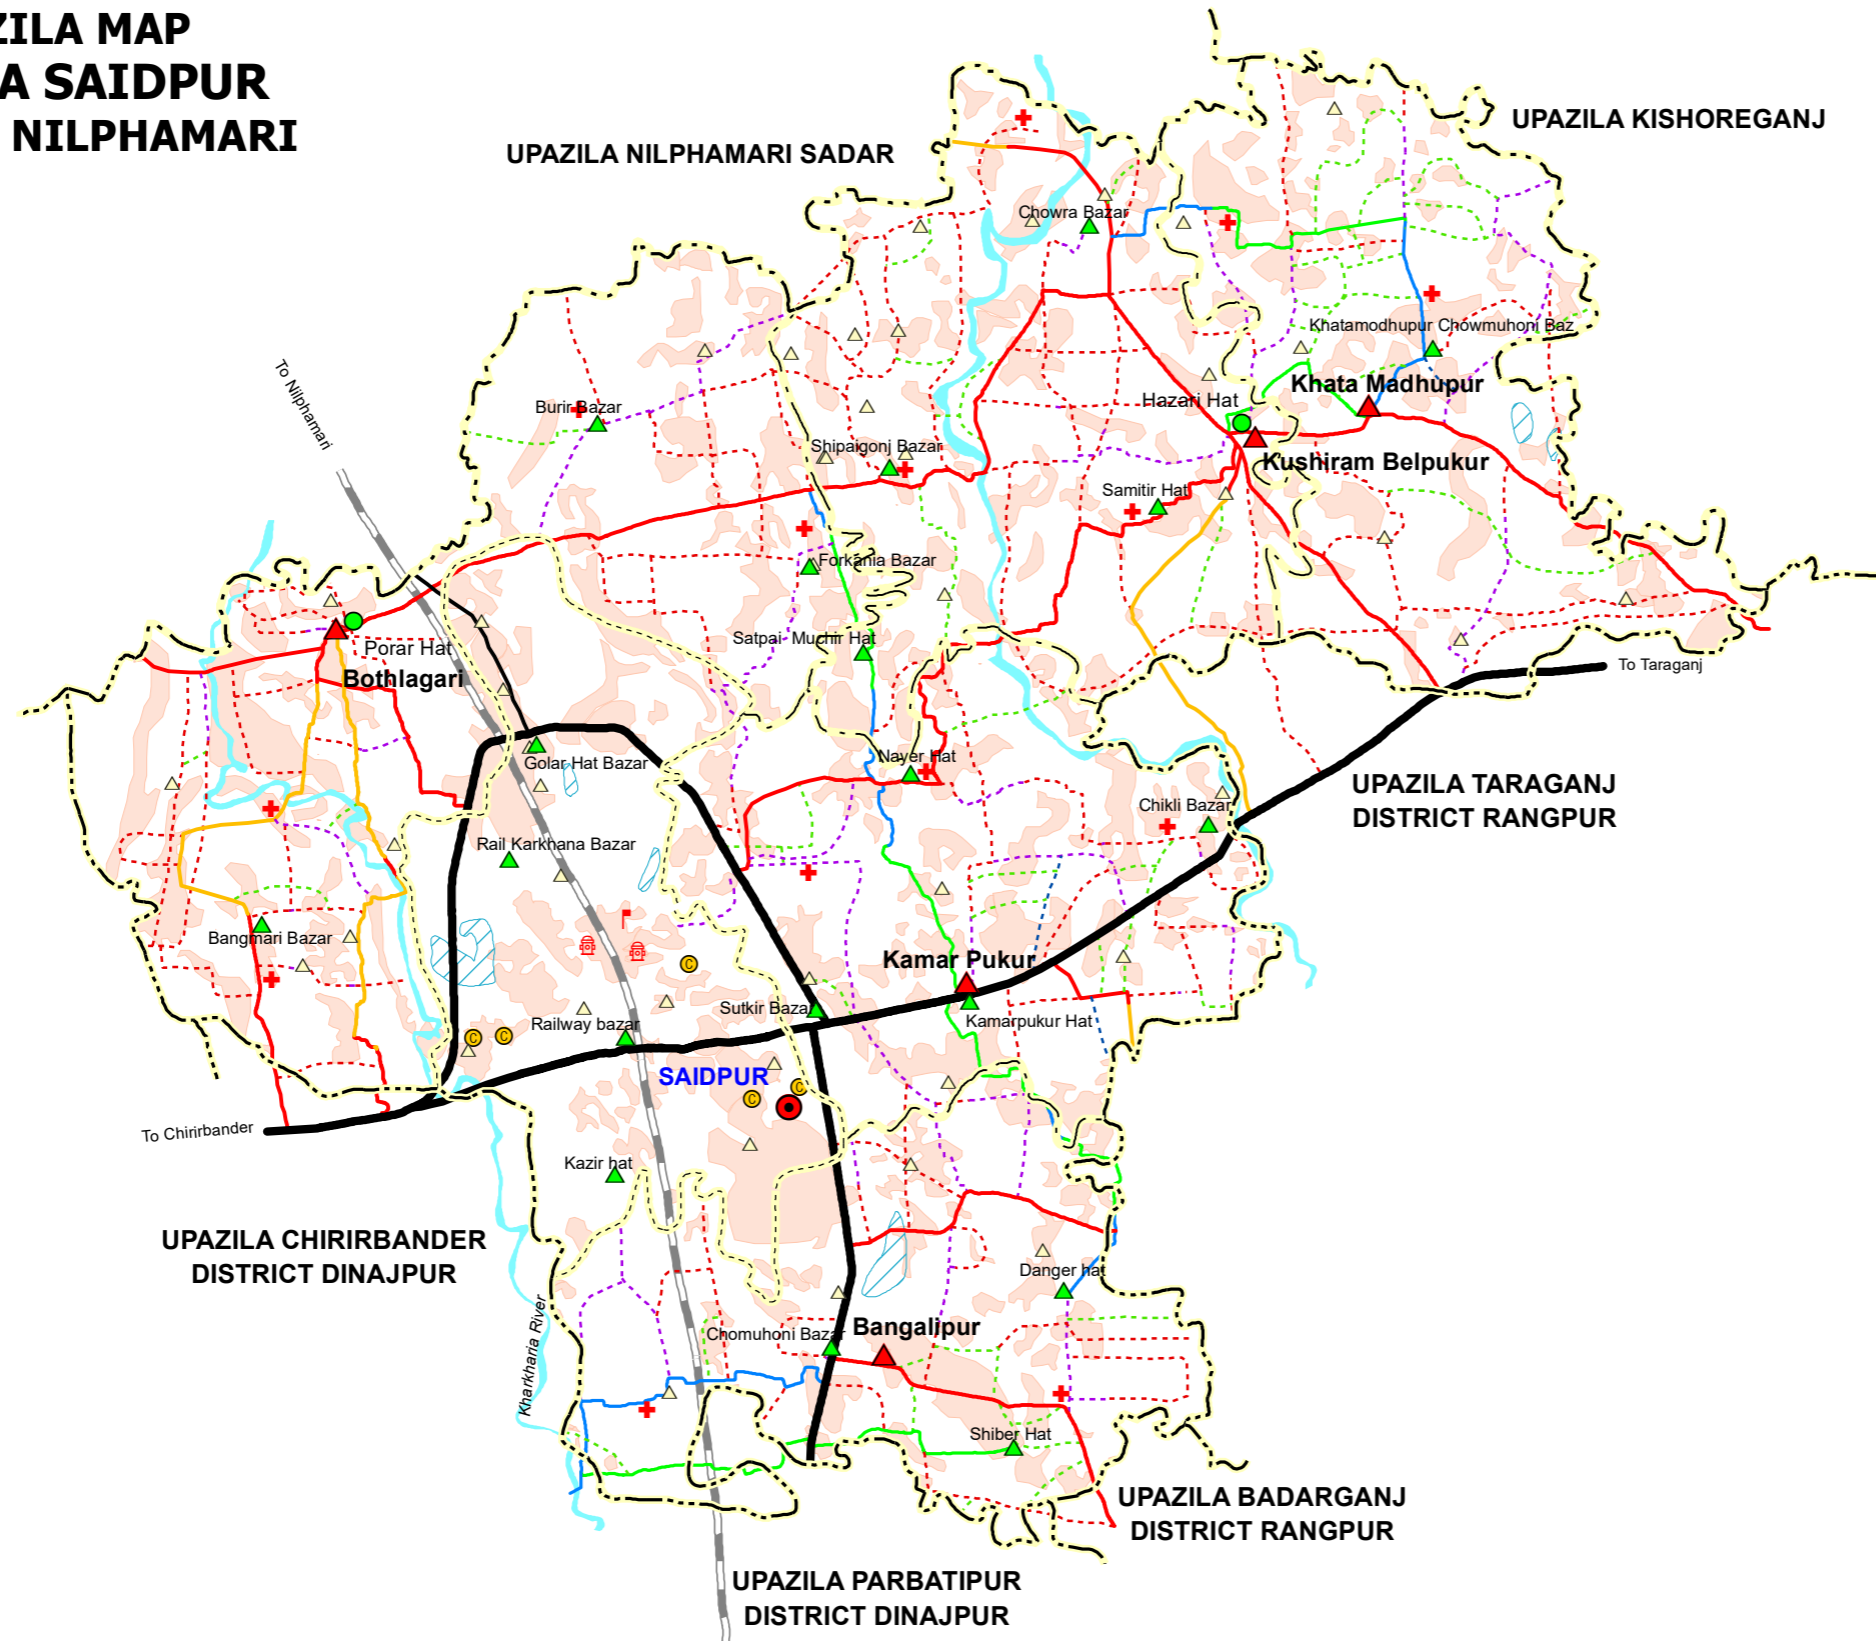 ZILA MAP
A SAIDPUR
NILPHAMARI
UPAZILA NILPHAMARI SADAR
UPAZILA KISHOREGANJ
Chowra Bazar
Khatamodhupur Chowmuhoni Baz
To Nilphamari
Khata Madhupur
Hazari Hat
Burir Bazar
Shipaigonj Bazar
Kushiram Belpukur
Samitir Hat
Forkania Bazar
Satpai- Muchir Hat
Porar Hat
Bothlagari
To Taraganj
Golar Hat Bazar
Nayer Hat
UPAZILA TARAGANJ
DISTRICT RANGPUR
Chikli Bazar
Rail Karkhana Bazar
Bangmari Bazar
Kamar Pukur
Sutkir Bazar
Railway bazar
Kamarpukur Hat
SAIDPUR
C
C
C
C
C
To Chirirbander
Kazir hat
UPAZILA CHIRIRBANDER
DISTRICT DINAJPUR
Danger hat
Kharkharia River
Chomuhoni Bazar
Bangalipur
Shiber Hat
UPAZILA BADARGANJ
DISTRICT RANGPUR
UPAZILA PARBATIPUR
DISTRICT DINAJPUR